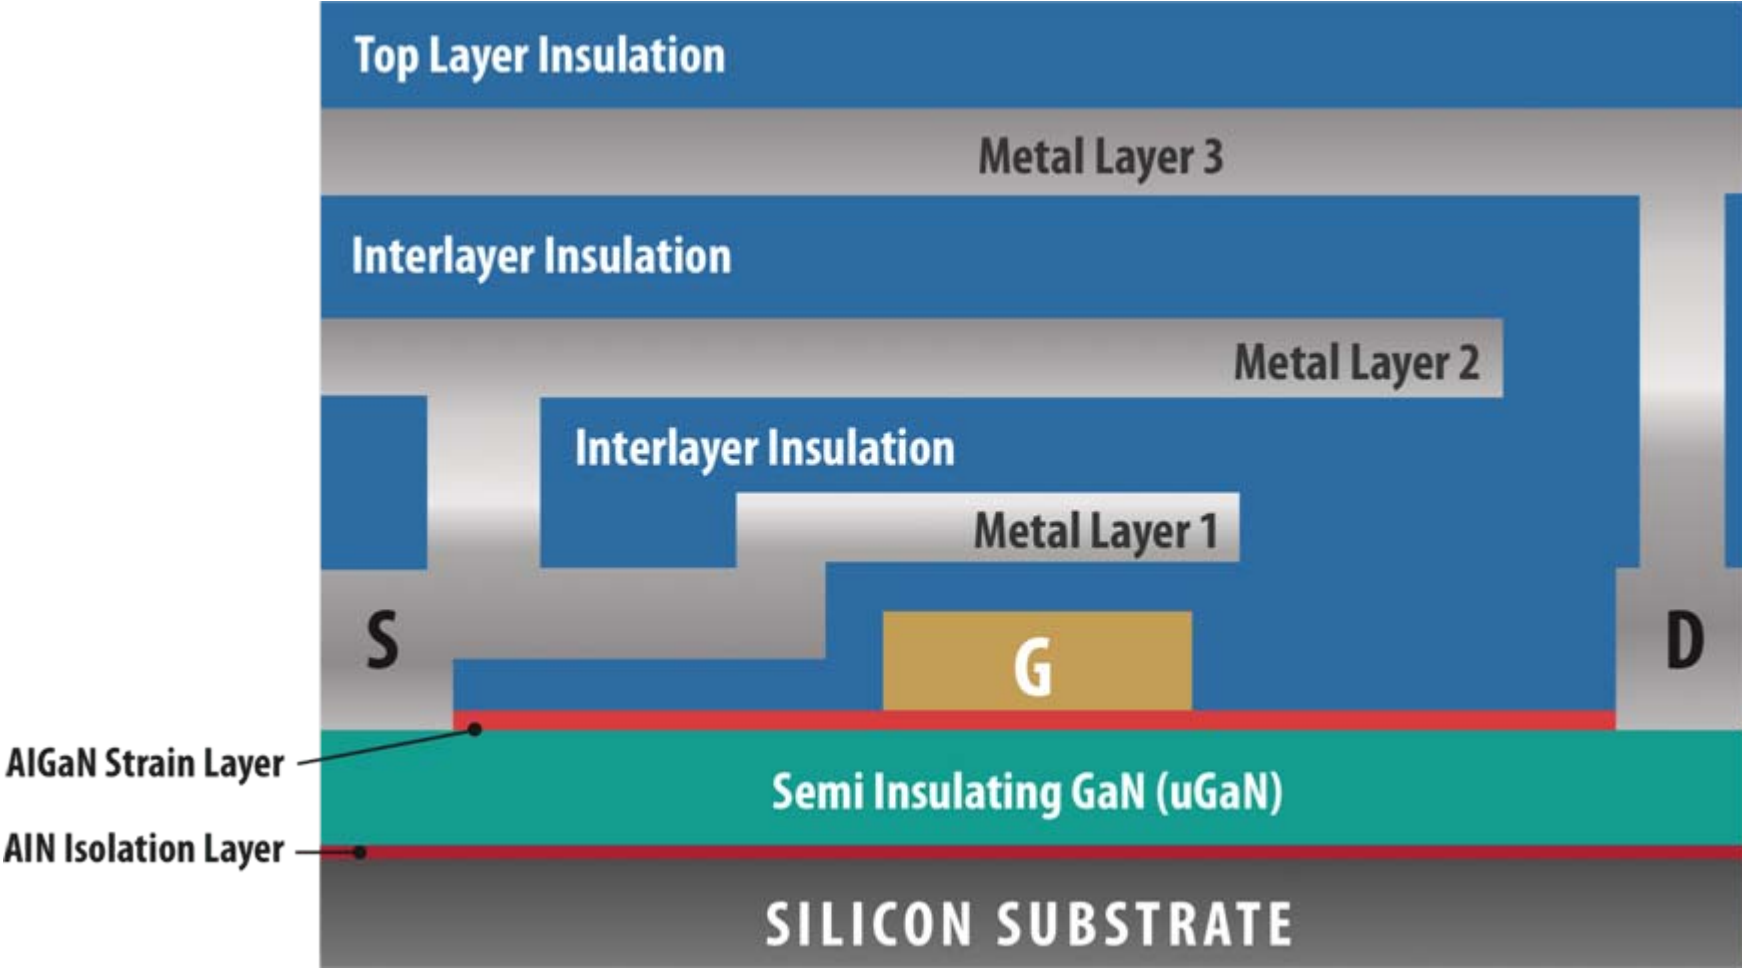 Top Layer Insulation
Metal Layer 3
Interlayer Insulation
Metal Layer 2
Interlayer Insulation
Metal Layer 1
S
G
D
AlGaN Strain Layer
Semi Insulating GaN (uGaN)
AlN Isolation Layer
SILICON SUBSTRATE